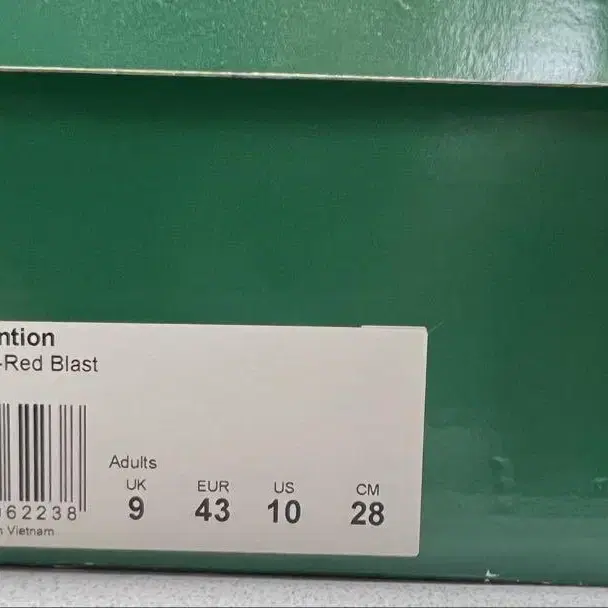 ntion
-Red Blast
Adults
UK EUR US CM
9 43 10 28
62238
Vietnam